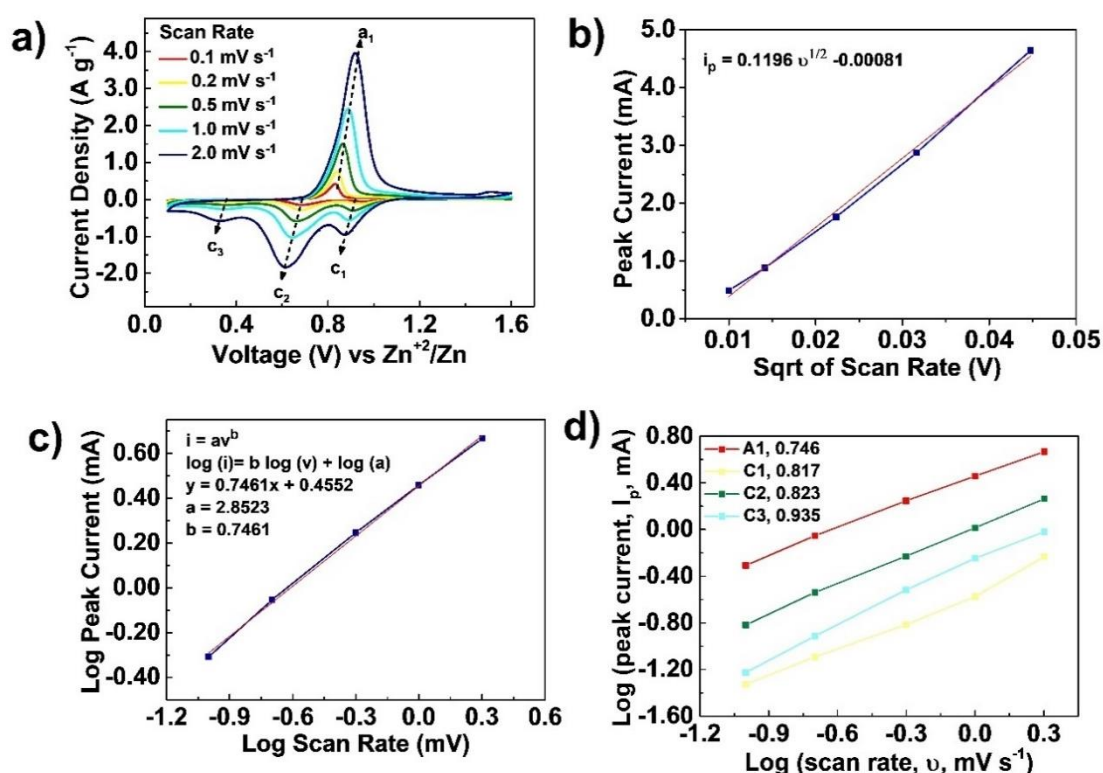 a)
Scan Rate
0.1 mV s⁻¹
0.2 mV s⁻¹
0.5 mV s⁻¹
1.0 mV s⁻¹
2.0 mV s⁻¹
a₁
c₃
c₂
c₁
4.0
3.0
2.0
1.0
0.0
-1.0
-2.0
Current Density (A g⁻¹)
0.0 0.4 0.8 1.2 1.6
Voltage (V) vs Zn⁺²/Zn
b)
iₚ = 0.1196 υ¹/² -0.00081
5.0
4.0
3.0
2.0
1.0
0.0
Peak Current (mA)
0.01 0.02 0.03 0.04 0.05
Sqrt of Scan Rate (V)
c)
i = avᵇ
log (i)= b log (v) + log (a)
y = 0.7461x + 0.4552
a = 2.8523
b = 0.7461
0.60
0.40
0.20
0.00
-0.20
-0.40
Log Peak Current (mA)
-1.2 -0.9 -0.6 -0.3 0.0 0.3 0.6
Log Scan Rate (mV)
d)
A1, 0.746
C1, 0.817
C2, 0.823
C3, 0.935
0.80
0.40
0.00
-0.40
-0.80
-1.20
-1.60
Log (peak current, Iₚ, mA)
-1.2 -0.9 -0.6 -0.3 0.0 0.3
Log (scan rate, υ, mV s⁻¹)